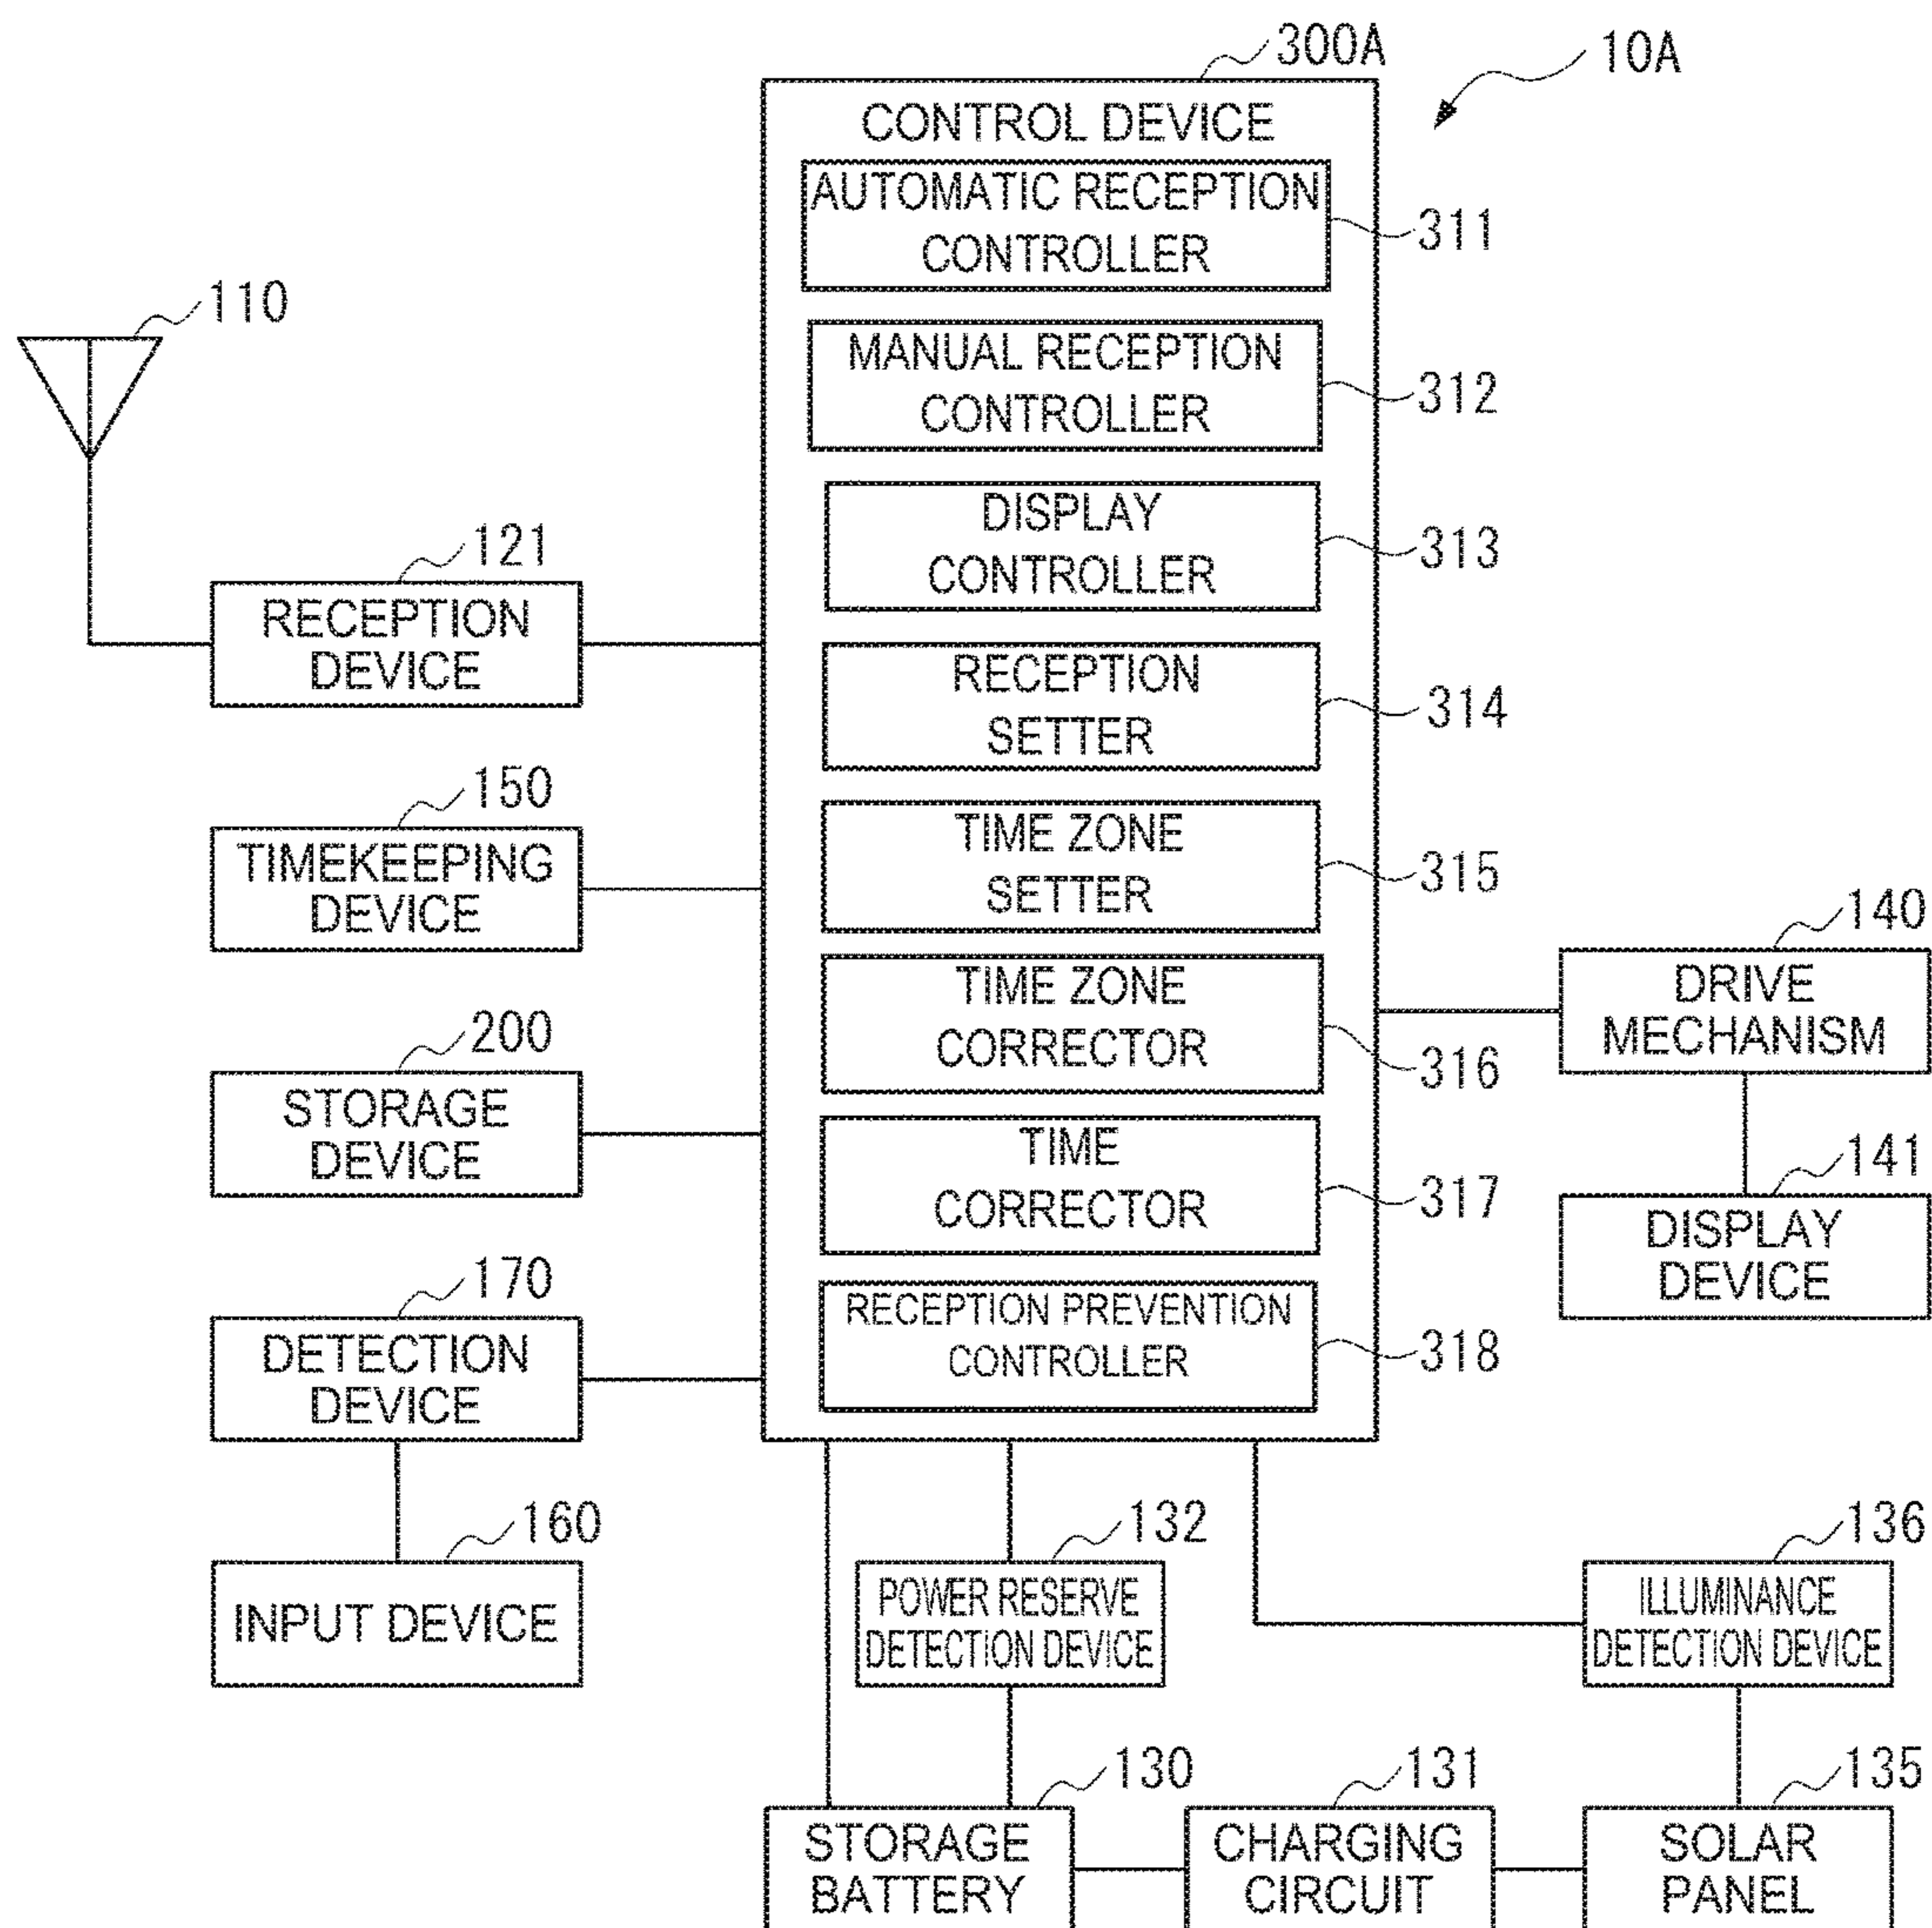 300A
10A
CONTROL DEVICE
AUTOMATIC RECEPTION
CONTROLLER
311
110
MANUAL RECEPTION
CONTROLLER
312
DISPLAY
CONTROLLER
313
121
RECEPTION
DEVICE
RECEPTION
SETTER
314
150
TIMEKEEPING
DEVICE
TIME ZONE
SETTER
315
140
DRIVE
MECHANISM
TIME ZONE
CORRECTOR
316
200
STORAGE
DEVICE
TIME
CORRECTOR
317
141
DISPLAY
DEVICE
170
DETECTION
DEVICE
RECEPTION PREVENTION
CONTROLLER
318
160
INPUT DEVICE
132
POWER RESERVE
DETECTION DEVICE
136
ILLUMINANCE
DETECTION DEVICE
130
STORAGE
BATTERY
131
CHARGING
CIRCUIT
135
SOLAR
PANEL